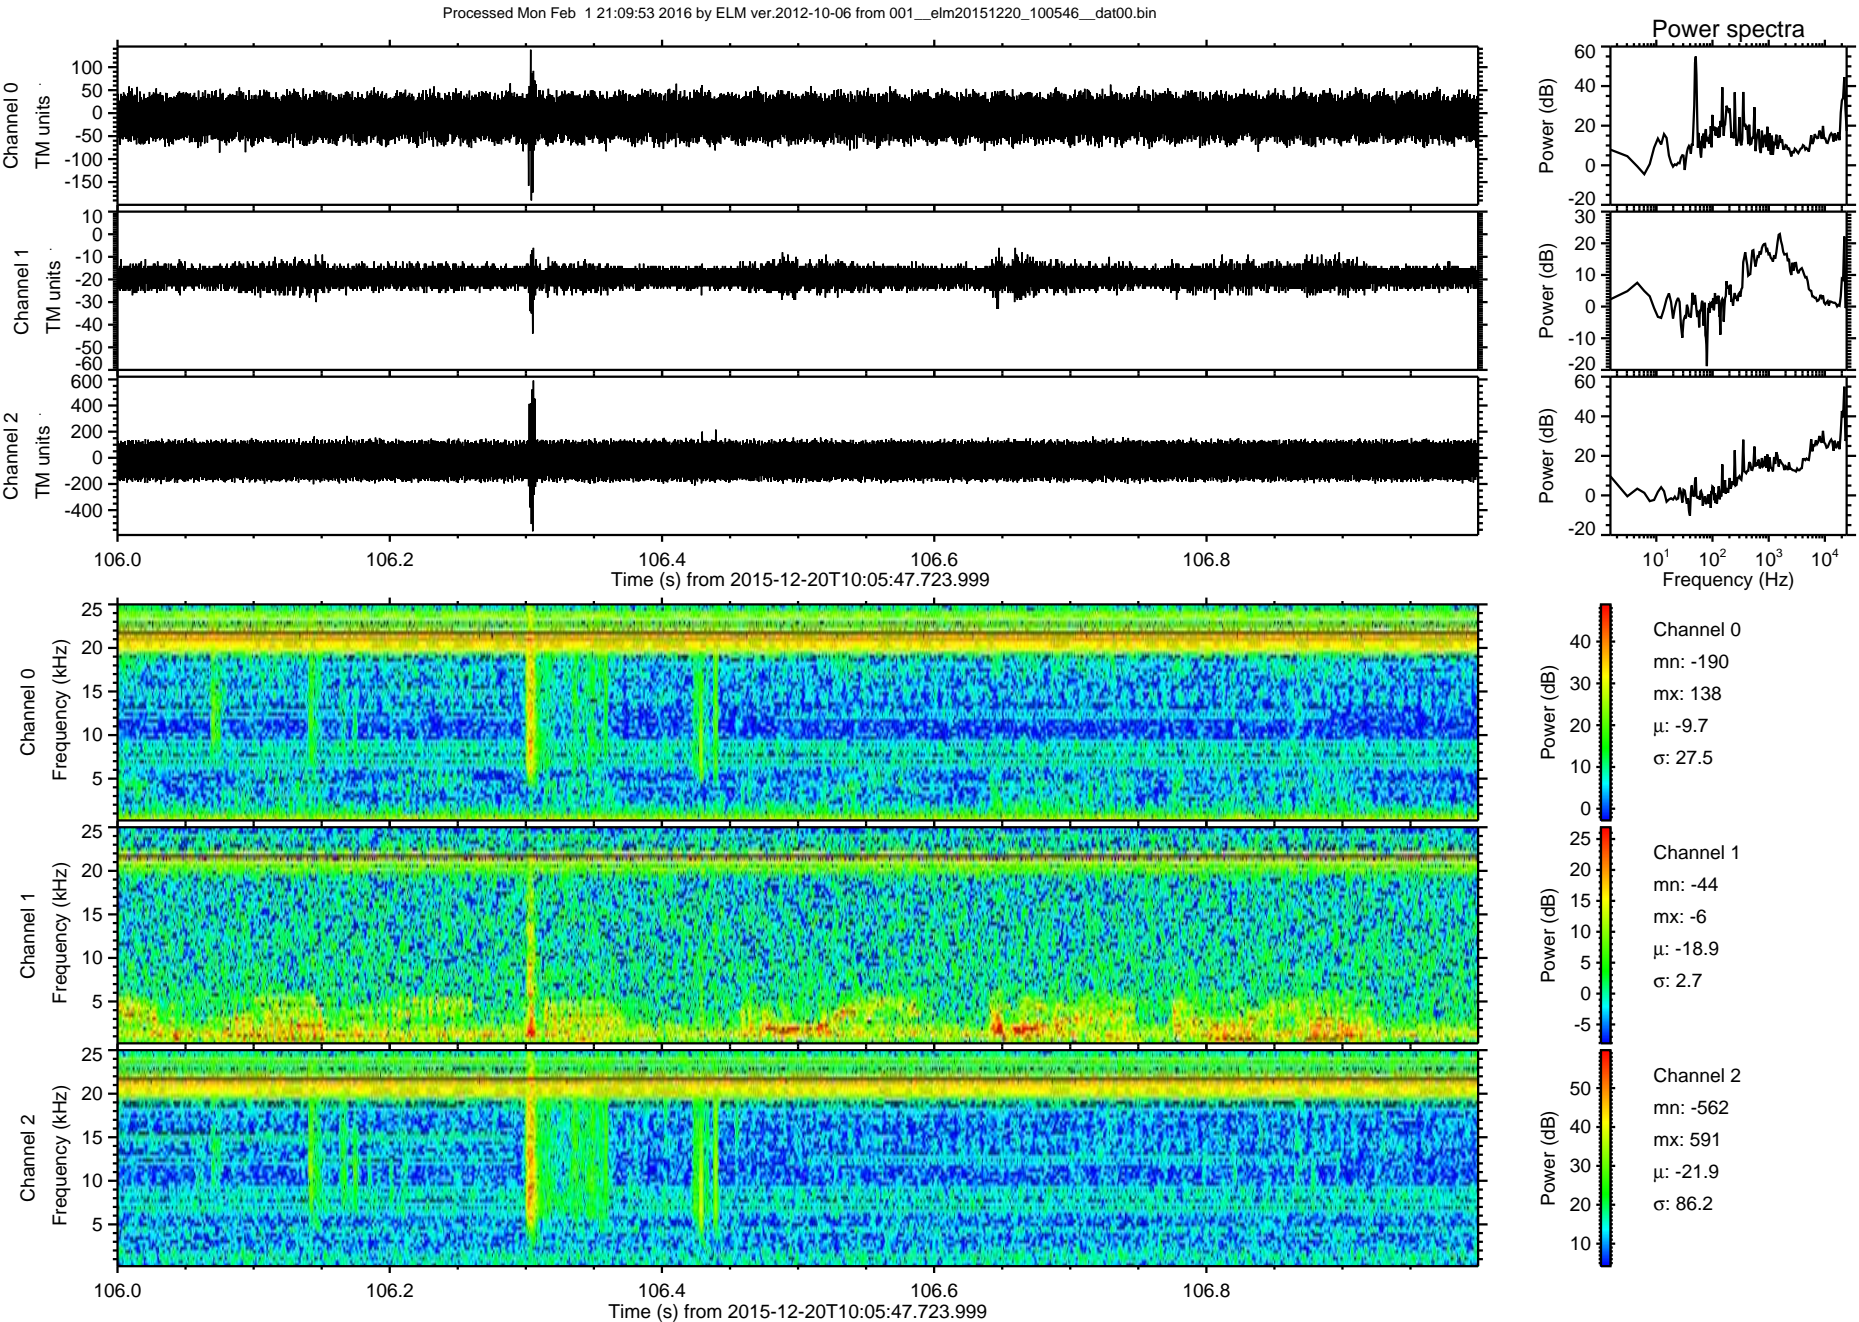 Processed Mon Feb  1 21:09:53 2016 by ELM ver.2012-10-06 from 001__elm20151220_100546__dat00.bin
Power spectra
Channel 0
TM units
100
50
0
-50
-100
-150
Power (dB)
60
40
20
0
-20
Channel 1
TM units
10
0
-10
-20
-30
-40
-50
-60
Power (dB)
30
20
10
0
-10
-20
Channel 2
TM units
600
400
200
0
-200
-400
Power (dB)
60
40
20
0
-20
106.0 106.2 106.4 106.6 106.8
Time (s) from 2015-12-20T10:05:47.723.999
10¹ 10² 10³ 10⁴
Frequency (Hz)
Channel 0
Frequency (kHz)
25
20
15
10
5
Power (dB)
40
30
20
10
0
Channel 0
mn: -190
mx: 138
μ: -9.7
σ: 27.5
Channel 1
Frequency (kHz)
25
20
15
10
5
Power (dB)
25
20
15
10
5
0
-5
Channel 1
mn: -44
mx: -6
μ: -18.9
σ: 2.7
Channel 2
Frequency (kHz)
25
20
15
10
5
Power (dB)
50
40
30
20
10
Channel 2
mn: -562
mx: 591
μ: -21.9
σ: 86.2
106.0 106.2 106.4 106.6 106.8
Time (s) from 2015-12-20T10:05:47.723.999